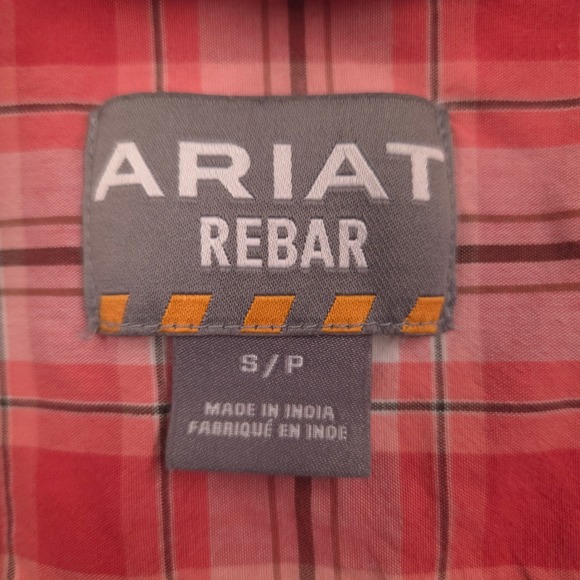 ARIAT
REBAR
S/P
MADE IN INDIA
FABRIQUÉ EN INDE